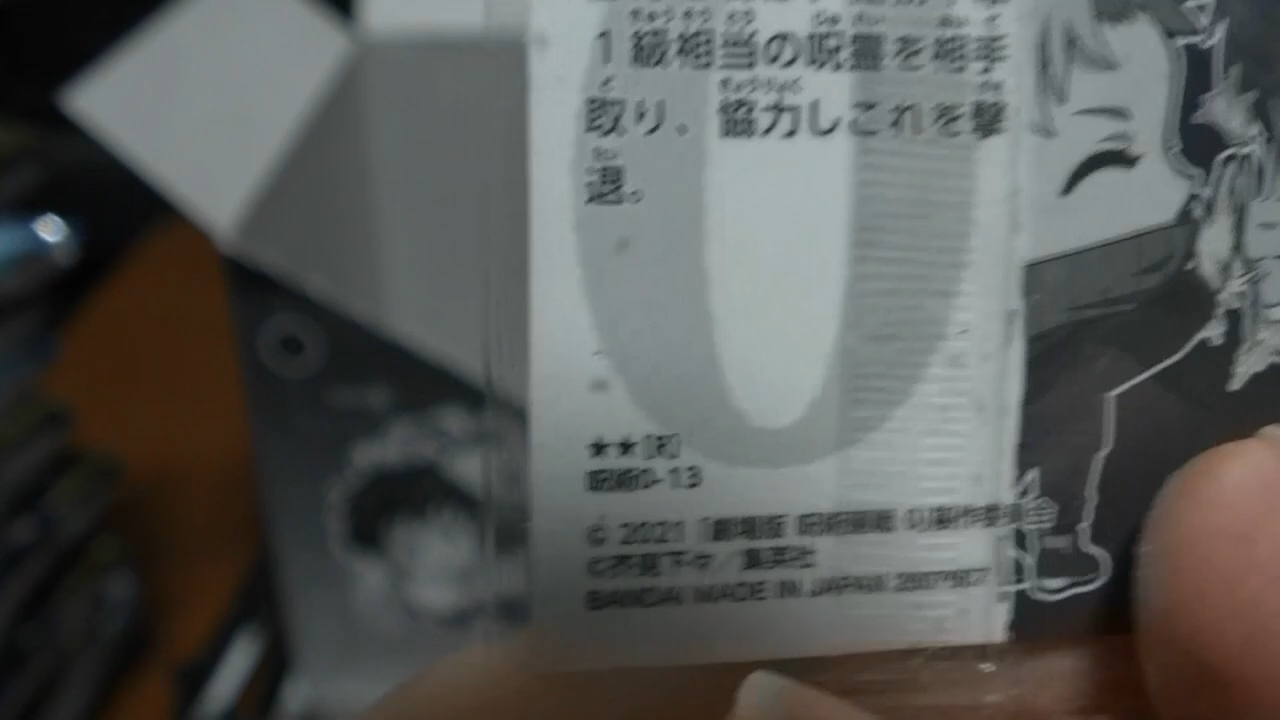 1級相当の呪霊を相手
取り、協力しこれを撃
退。
★★[R]
呪術0-13
© 2021 「劇場版 呪術廻戦 0」製作委員会
©芥見下々／集英社
BANDAI MADE IN JAPAN